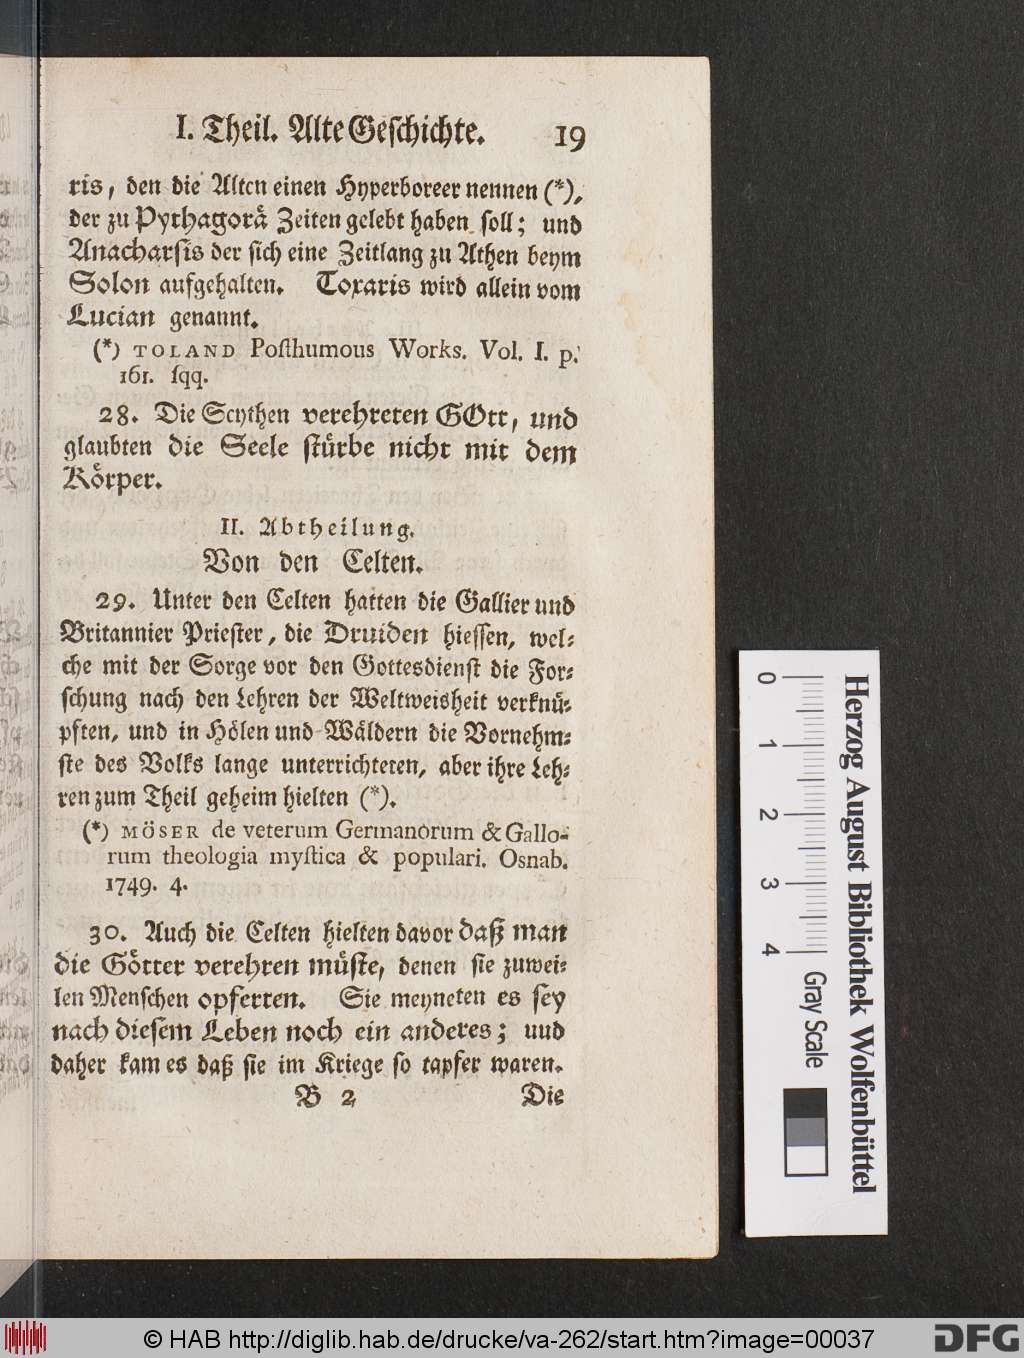 I. Theil. Alte Geschichte. 19
ris, den die Alten einen Hyperboreer nennen (*),
der zu Pythagorä Zeiten gelebt haben soll; und
Anacharsis der sich eine Zeitlang zu Athen beym
Solon aufgehalten. Toxaris wird allein vom
Lucian genannt.
(*) TOLAND Posthumous Works. Vol. I. p.
161. sqq.
28. Die Scythen verehreten GOtt, und
glaubten die Seele stürbe nicht mit dem
Körper.
II. Abtheilung.
Von den Celten.
29. Unter den Celten hatten die Gallier und
Britannier Priester, die Druiden hiessen, wel-
che mit der Sorge vor den Gottesdienst die For-
schung nach den Lehren der Weltweisheit verknü-
pften, und in Hölen und Wäldern die Vornehm-
ste des Volks lange unterrichteten, aber ihre Leh-
ren zum Theil geheim hielten (*).
(*) MÖSER de veterum Germanorum & Gallo-
rum theologia mystica & populari. Osnab.
1749. 4.
30. Auch die Celten hielten davor daß man
die Götter verehren müste, denen sie zuwei-
len Menschen opferten. Sie meyneten es sey
nach diesem Leben noch ein anderes; uud
daher kam es daß sie im Kriege so tapfer waren.
B 2 Die
Herzog August Bibliothek Wolfenbüttel
0 1 2 3 4 Gray Scale
© HAB http://diglib.hab.de/drucke/va-262/start.htm?image=00037
DFG